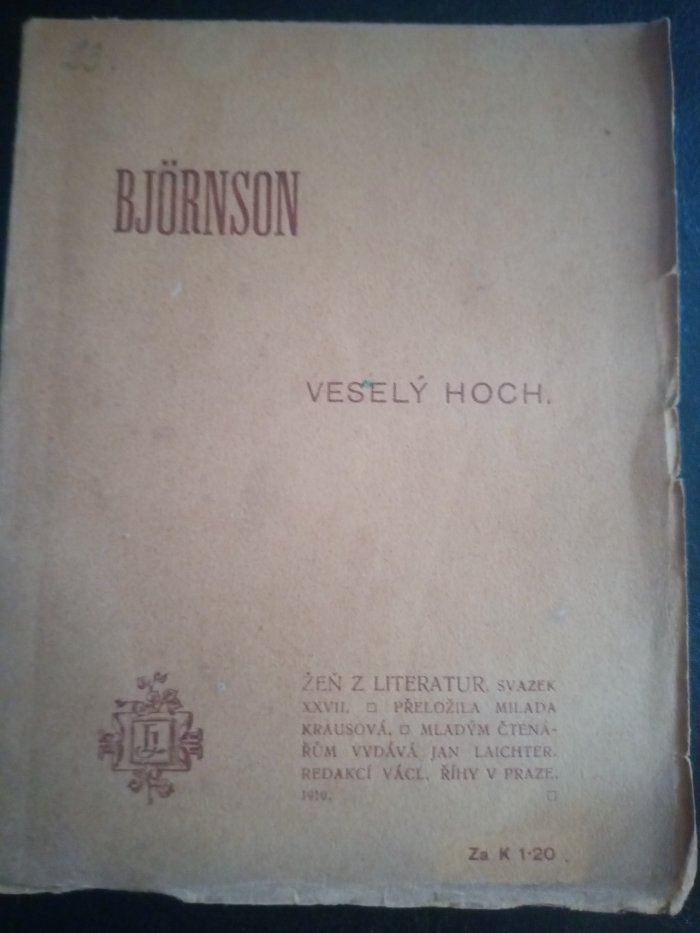 23.
BJÖRNSON
VESELÝ HOCH.
ŽEŇ Z LITERATUR. SVAZEK
XXVII. □ PŘELOŽILA MILADA
KRAUSOVÁ. □ MLADÝM ČTENÁ-
ŘŮM VYDÁVÁ JAN LAICHTER.
REDAKCÍ VÁCL. ŘÍHY V PRAZE.
1910. □
Za K 1·20